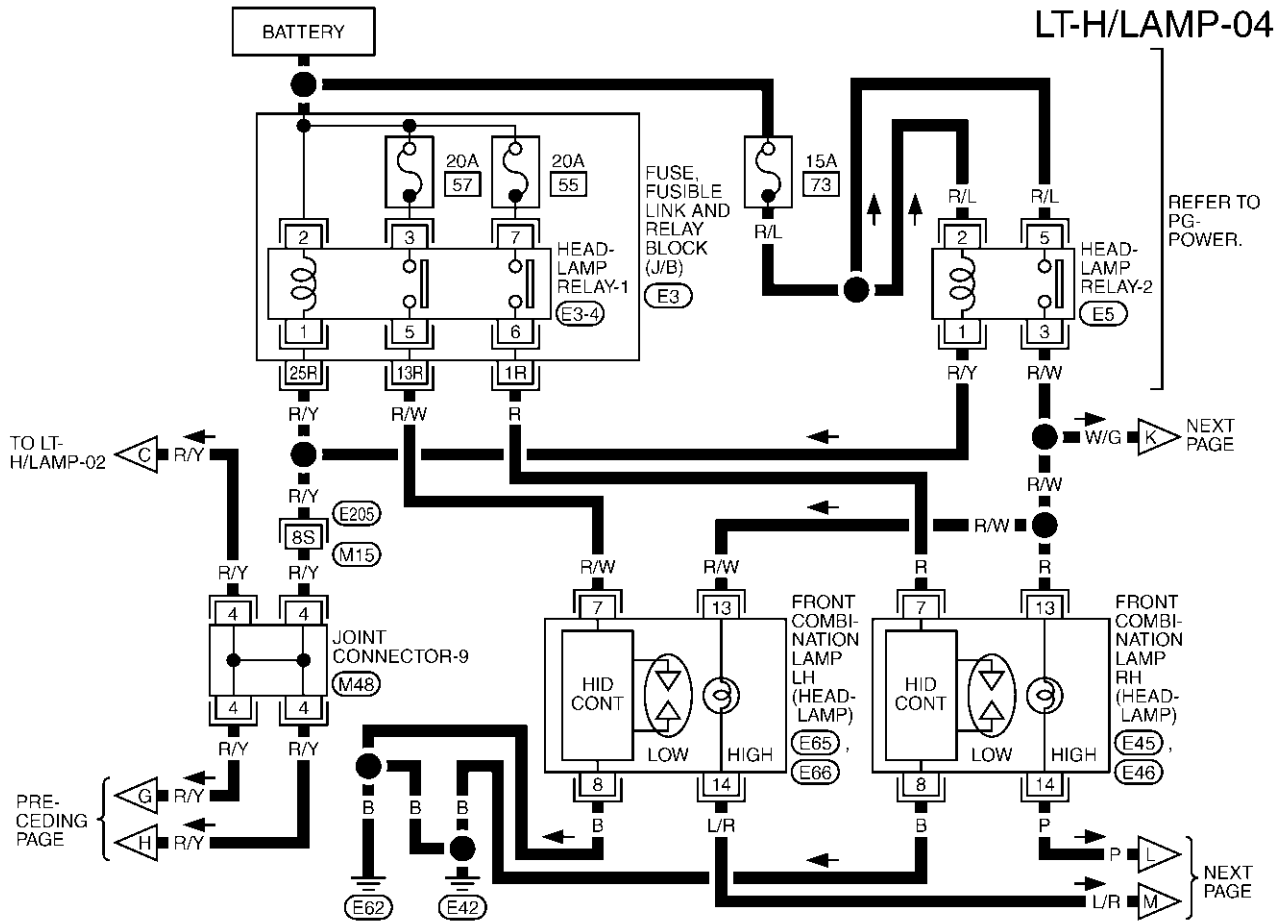 LT-H/LAMP-04
BATTERY
20A
57
20A
55
FUSE,
FUSIBLE
LINK AND
RELAY
BLOCK
(J/B)
E3
15A
73
R/L
R/L
R/L
REFER TO
PG-
POWER.
2
3
7
HEAD-
LAMP
RELAY-1
E3-4
1
5
6
25R
13R
1R
2
5
HEAD-
LAMP
RELAY-2
E5
1
3
R/Y
R/W
R
R/Y
R/W
TO LT-
H/LAMP-02
C
R/Y
W/G
K
NEXT
PAGE
R/Y
E205
8S
M15
R/W
R/W
R/Y
R/Y
R/W
R/W
R
R
4
4
JOINT
CONNECTOR-9
M48
4
4
R/Y
R/Y
7
13
HID
CONT
LOW
HIGH
FRONT
COMBI-
NATION
LAMP
LH
(HEAD-
LAMP)
E65 ,
E66
8
14
7
13
HID
CONT
LOW
HIGH
FRONT
COMBI-
NATION
LAMP
RH
(HEAD-
LAMP)
E45 ,
E46
8
14
PRE-
CEDING
PAGE
G
R/Y
H
R/Y
B
B
B
B
L/R
B
P
P
L
L/R
M
NEXT
PAGE
E62
E42